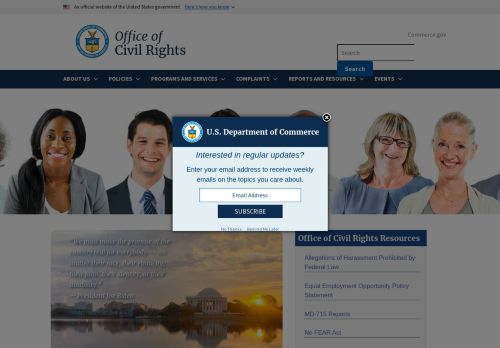 An official website of the United States government Here's how you know
Office of
Civil Rights
Commerce.gov
Search
Search
ABOUT US POLICIES PROGRAMS AND SERVICES COMPLAINTS REPORTS AND RESOURCES EVENTS
U.S. Department of Commerce
Interested in regular updates?
Enter your email address to receive weekly
emails on the topics you care about.
Email Address
SUBSCRIBE
No Thanks Remind Me Later
"We must make the promise of the
nation real for everybody —
no
matter their race, their standing,
their faith, their identity or their
disability."
— President Joe Biden
Office of Civil Rights Resources
Allegations of Harassment Prohibited by
Federal Law
Equal Employment Opportunity Policy
Statement
MD-715 Reports
No FEAR Act